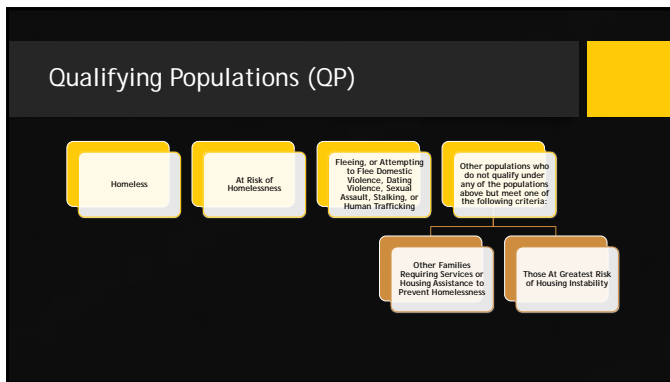 Qualifying Populations (QP)
Homeless
At Risk of
Homelessness
Fleeing, or Attempting
to Flee Domestic
Violence, Dating
Violence, Sexual
Assault, Stalking, or
Human Trafficking
Other populations who
do not qualify under
any of the populations
above but meet one of
the following criteria:
Other Families
Requiring Services or
Housing Assistance to
Prevent Homelessness
Those At Greatest Risk
of Housing Instability